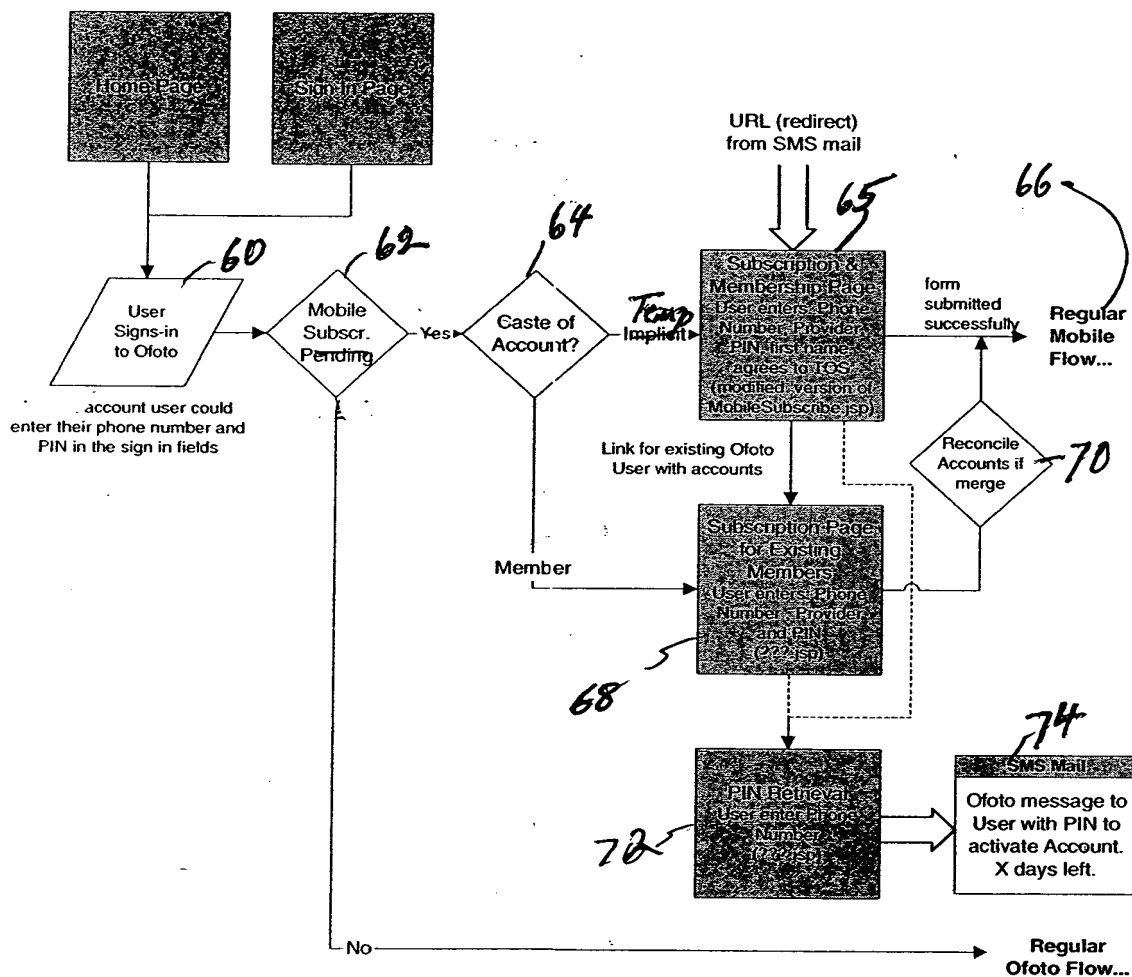 Home Page
Sign In Page
URL (redirect)
from SMS mail
66
65
64
62
60
User
Signs-in
to Ofoto
Mobile
Subscr.
Pending
Yes
Caste of
Account?
Temp
Implicit
Subscription &
Membership Page
User enters: Phone
Number, Provider,
PIN, first name
agrees to TOS
(modified version of
MobileSubscribe.jsp)
form
submitted
successfully
Regular
Mobile
Flow...
account user could
enter their phone number and
PIN in the sign in fields
Link for existing Ofoto
User with accounts
Reconcile
Accounts if
merge
70
Member
Subscription Page
for Existing
Members
User enters: Phone
Number, Provider
and PIN
(???.jsp)
68
74
SMS Mail
PIN Retrieval
User enter Phone
Number
(???.jsp)
72
Ofoto message to
User with PIN to
activate Account.
X days left.
No
Regular
Ofoto Flow...